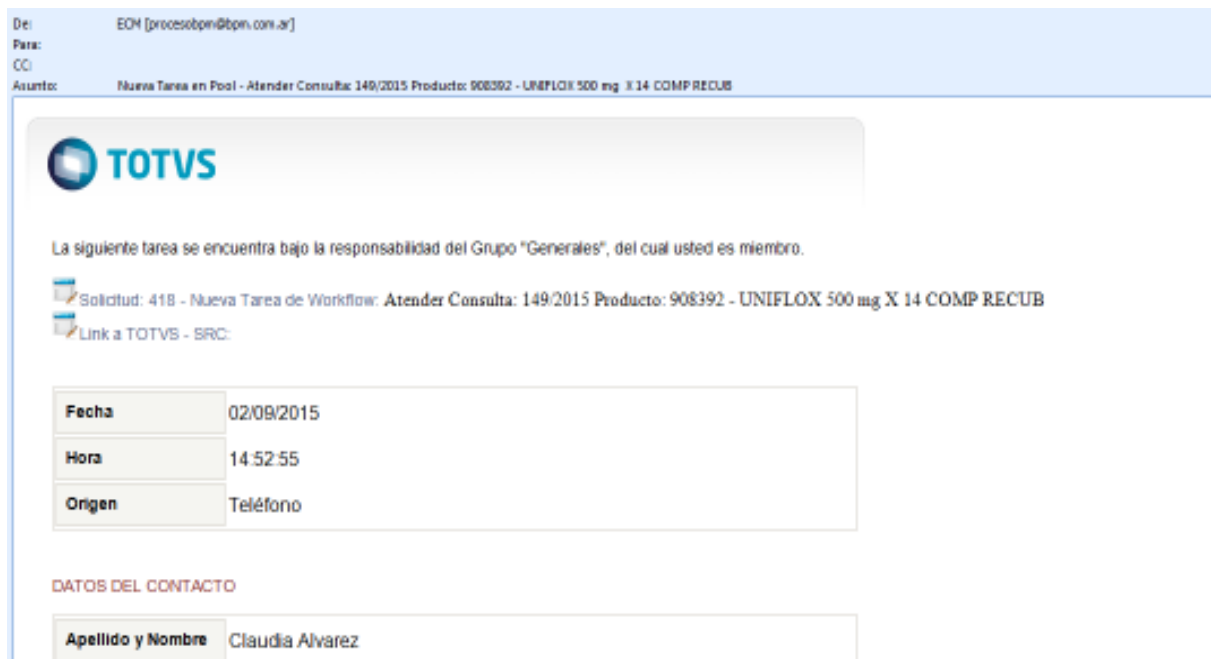 De: ECM [procesobpm@bpm.com.ar]
Para:
CC:
Asunto: Nueva Tarea en Pool - Atender Consulta: 149/2015 Producto: 908392 - UNIFLOX 500 mg X 14 COMP RECUB
TOTVS
La siguiente tarea se encuentra bajo la responsabilidad del Grupo "Generales", del cual usted es miembro.
Solicitud: 418 - Nueva Tarea de Workflow: Atender Consulta: 149/2015 Producto: 908392 - UNIFLOX 500 mg X 14 COMP RECUB
Link a TOTVS - SRC:
Fecha 02/09/2015
Hora 14:52:55
Origen Teléfono
DATOS DEL CONTACTO
Apellido y Nombre Claudia Alvarez